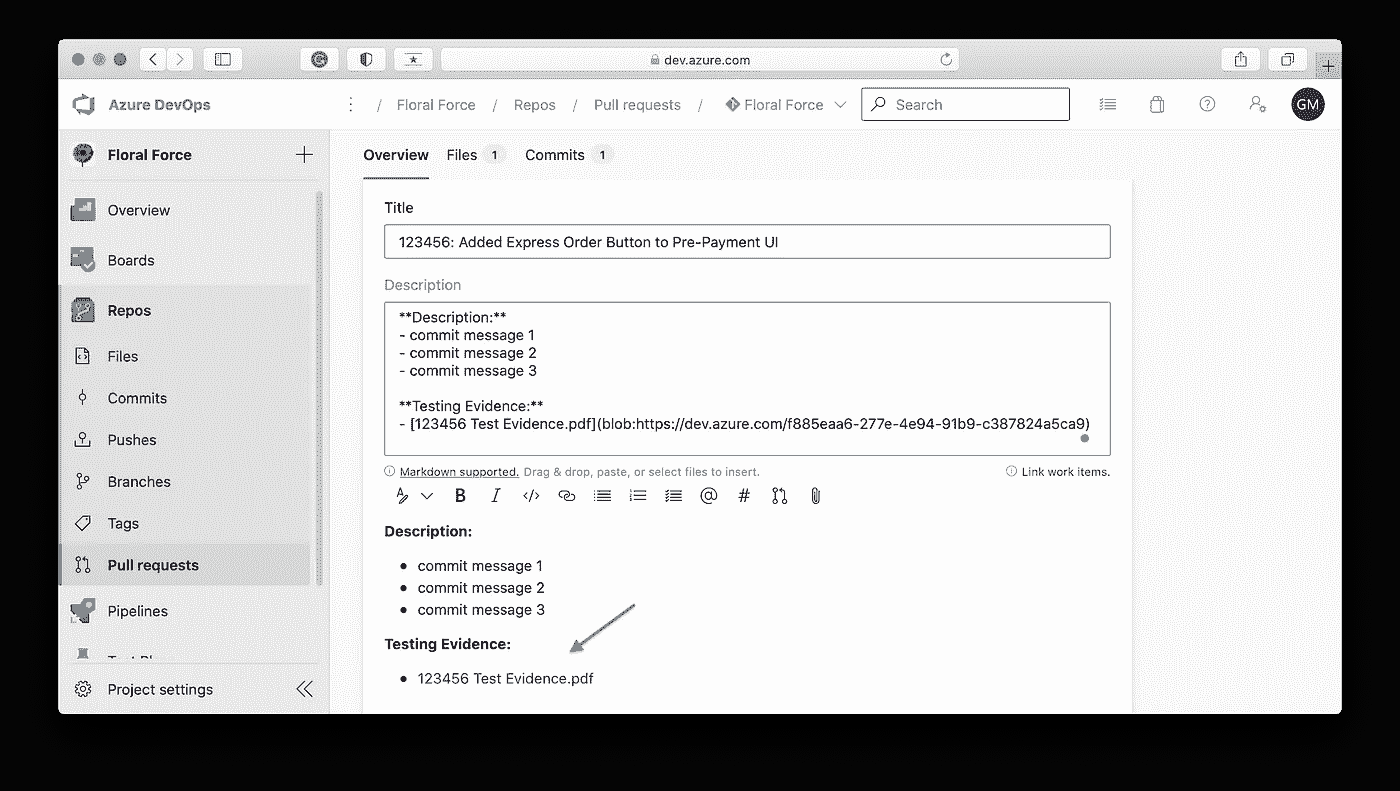 dev.azure.com
Azure DevOps
/ Floral Force / Repos / Pull requests / Floral Force
Search
GM
Floral Force
Overview
Boards
Repos
Files
Commits
Pushes
Branches
Tags
Pull requests
Pipelines
Project settings
Overview Files 1 Commits 1
Title
123456: Added Express Order Button to Pre-Payment UI
Description
**Description:**
- commit message 1
- commit message 2
- commit message 3
**Testing Evidence:**
- [123456 Test Evidence.pdf](blob:https://dev.azure.com/f885eaa6-277e-4e94-91b9-c387824a5ca9)
Markdown supported. Drag & drop, paste, or select files to insert.
Link work items.
Description:
commit message 1
commit message 2
commit message 3
Testing Evidence:
123456 Test Evidence.pdf